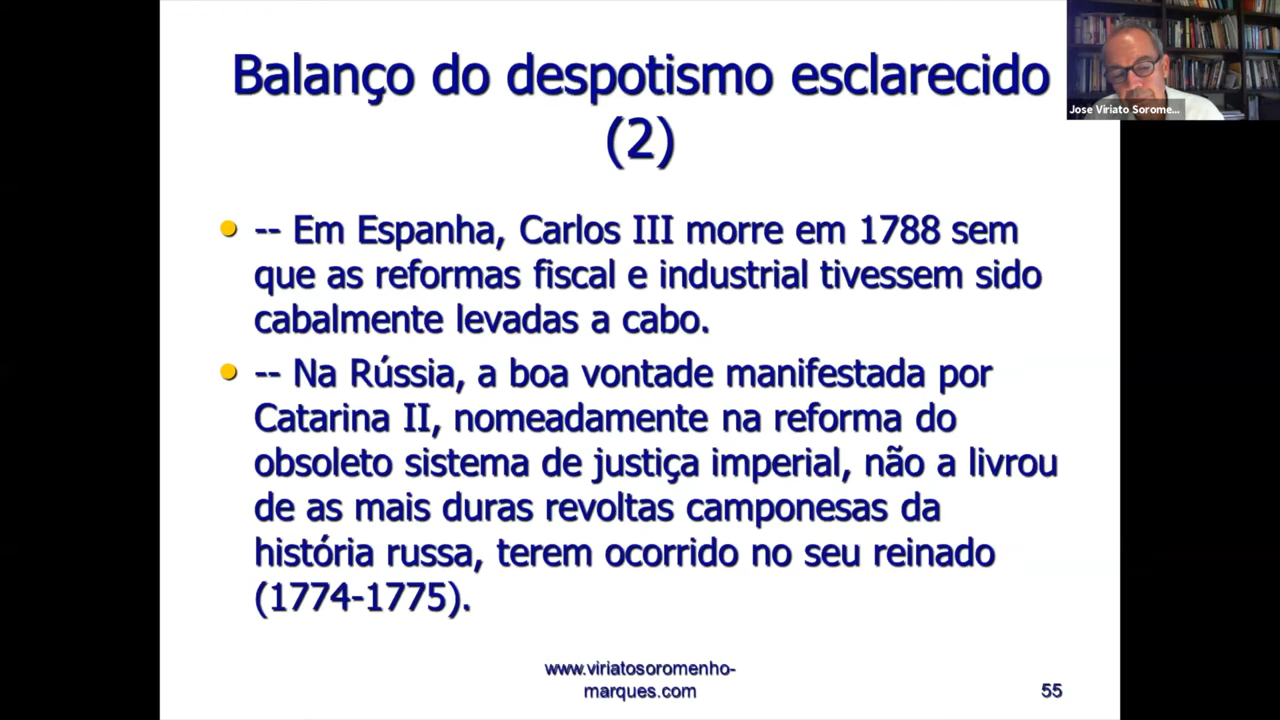 Balanço do despotismo esclarecido
(2)
Jose Viriato Sorome...
-- Em Espanha, Carlos III morre em 1788 sem
que as reformas fiscal e industrial tivessem sido
cabalmente levadas a cabo.
-- Na Rússia, a boa vontade manifestada por
Catarina II, nomeadamente na reforma do
obsoleto sistema de justiça imperial, não a livrou
de as mais duras revoltas camponesas da
história russa, terem ocorrido no seu reinado
(1774-1775).
www.viriatosoromenho-
marques.com
55